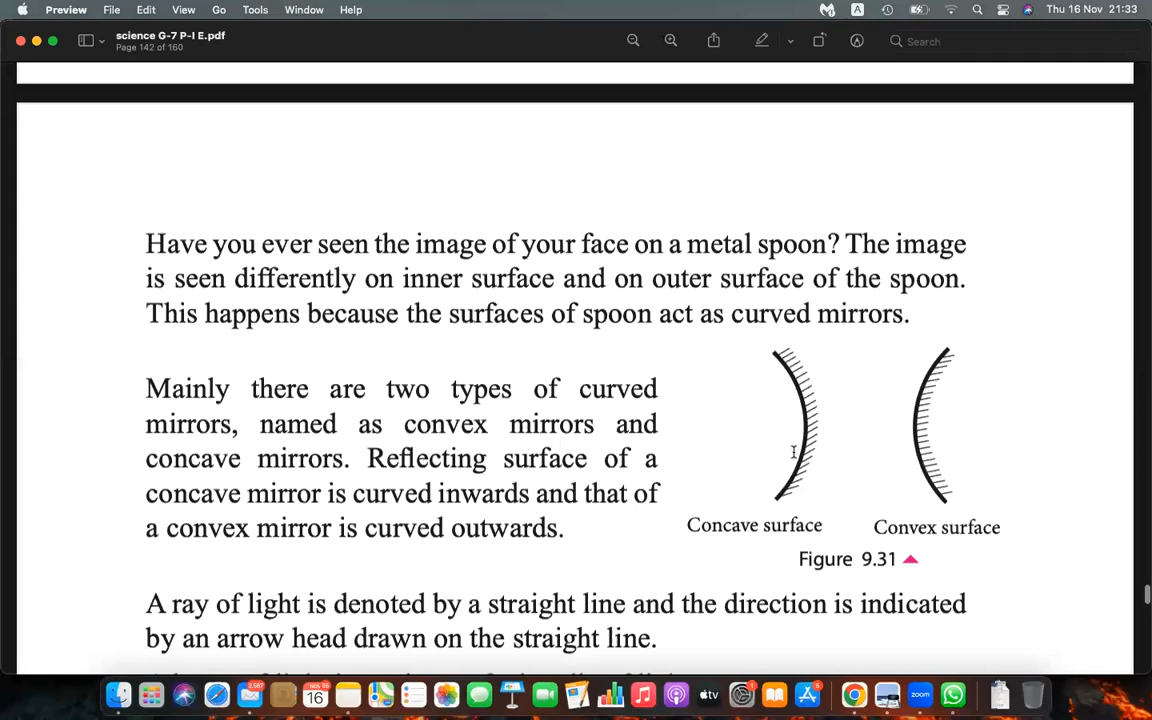 Preview File Edit View Go Tools Window Help A Thu 16 Nov 21:33
science G-7 P-I E.pdf
Page 142 of 160
Search
Have you ever seen the image of your face on a metal spoon? The image
is seen differently on inner surface and on outer surface of the spoon.
This happens because the surfaces of spoon act as curved mirrors.
Mainly there are two types of curved
mirrors, named as convex mirrors and
concave mirrors. Reflecting surface of a
concave mirror is curved inwards and that of
a convex mirror is curved outwards.
Concave surface
Convex surface
Figure 9.31
A ray of light is denoted by a straight line and the direction is indicated
by an arrow head drawn on the straight line.
16
tv
zoom